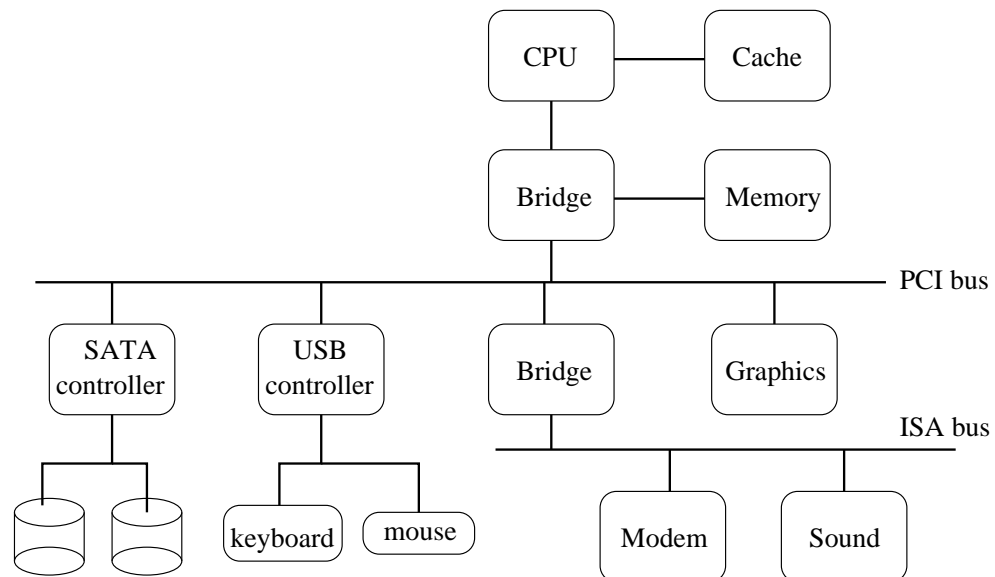 CPU
Cache
Bridge
Memory
PCI bus
SATA
controller
USB
controller
Bridge
Graphics
ISA bus
keyboard
mouse
Modem
Sound